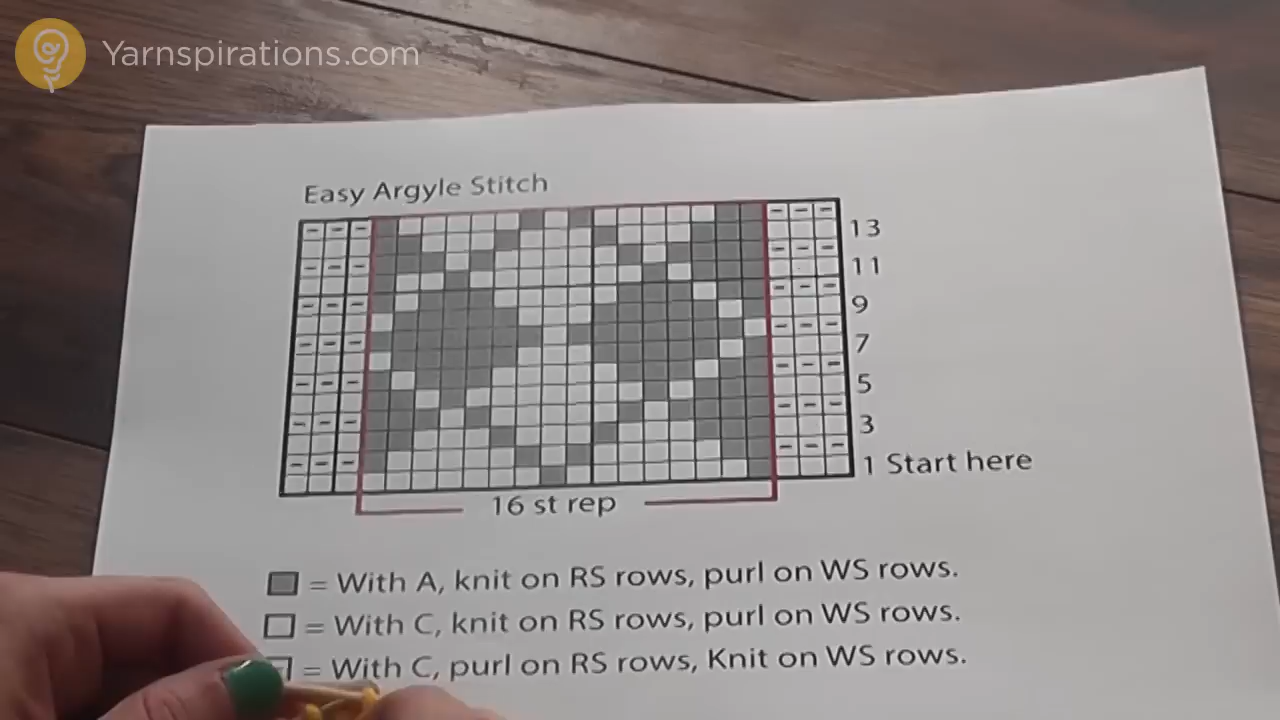 Yarnspirations.com
Easy Argyle Stitch
13
11
9
7
5
3
1 Start here
16 st rep
= With A, knit on RS rows, purl on WS rows.
= With C, knit on RS rows, purl on WS rows.
= With C, purl on RS rows, Knit on WS rows.